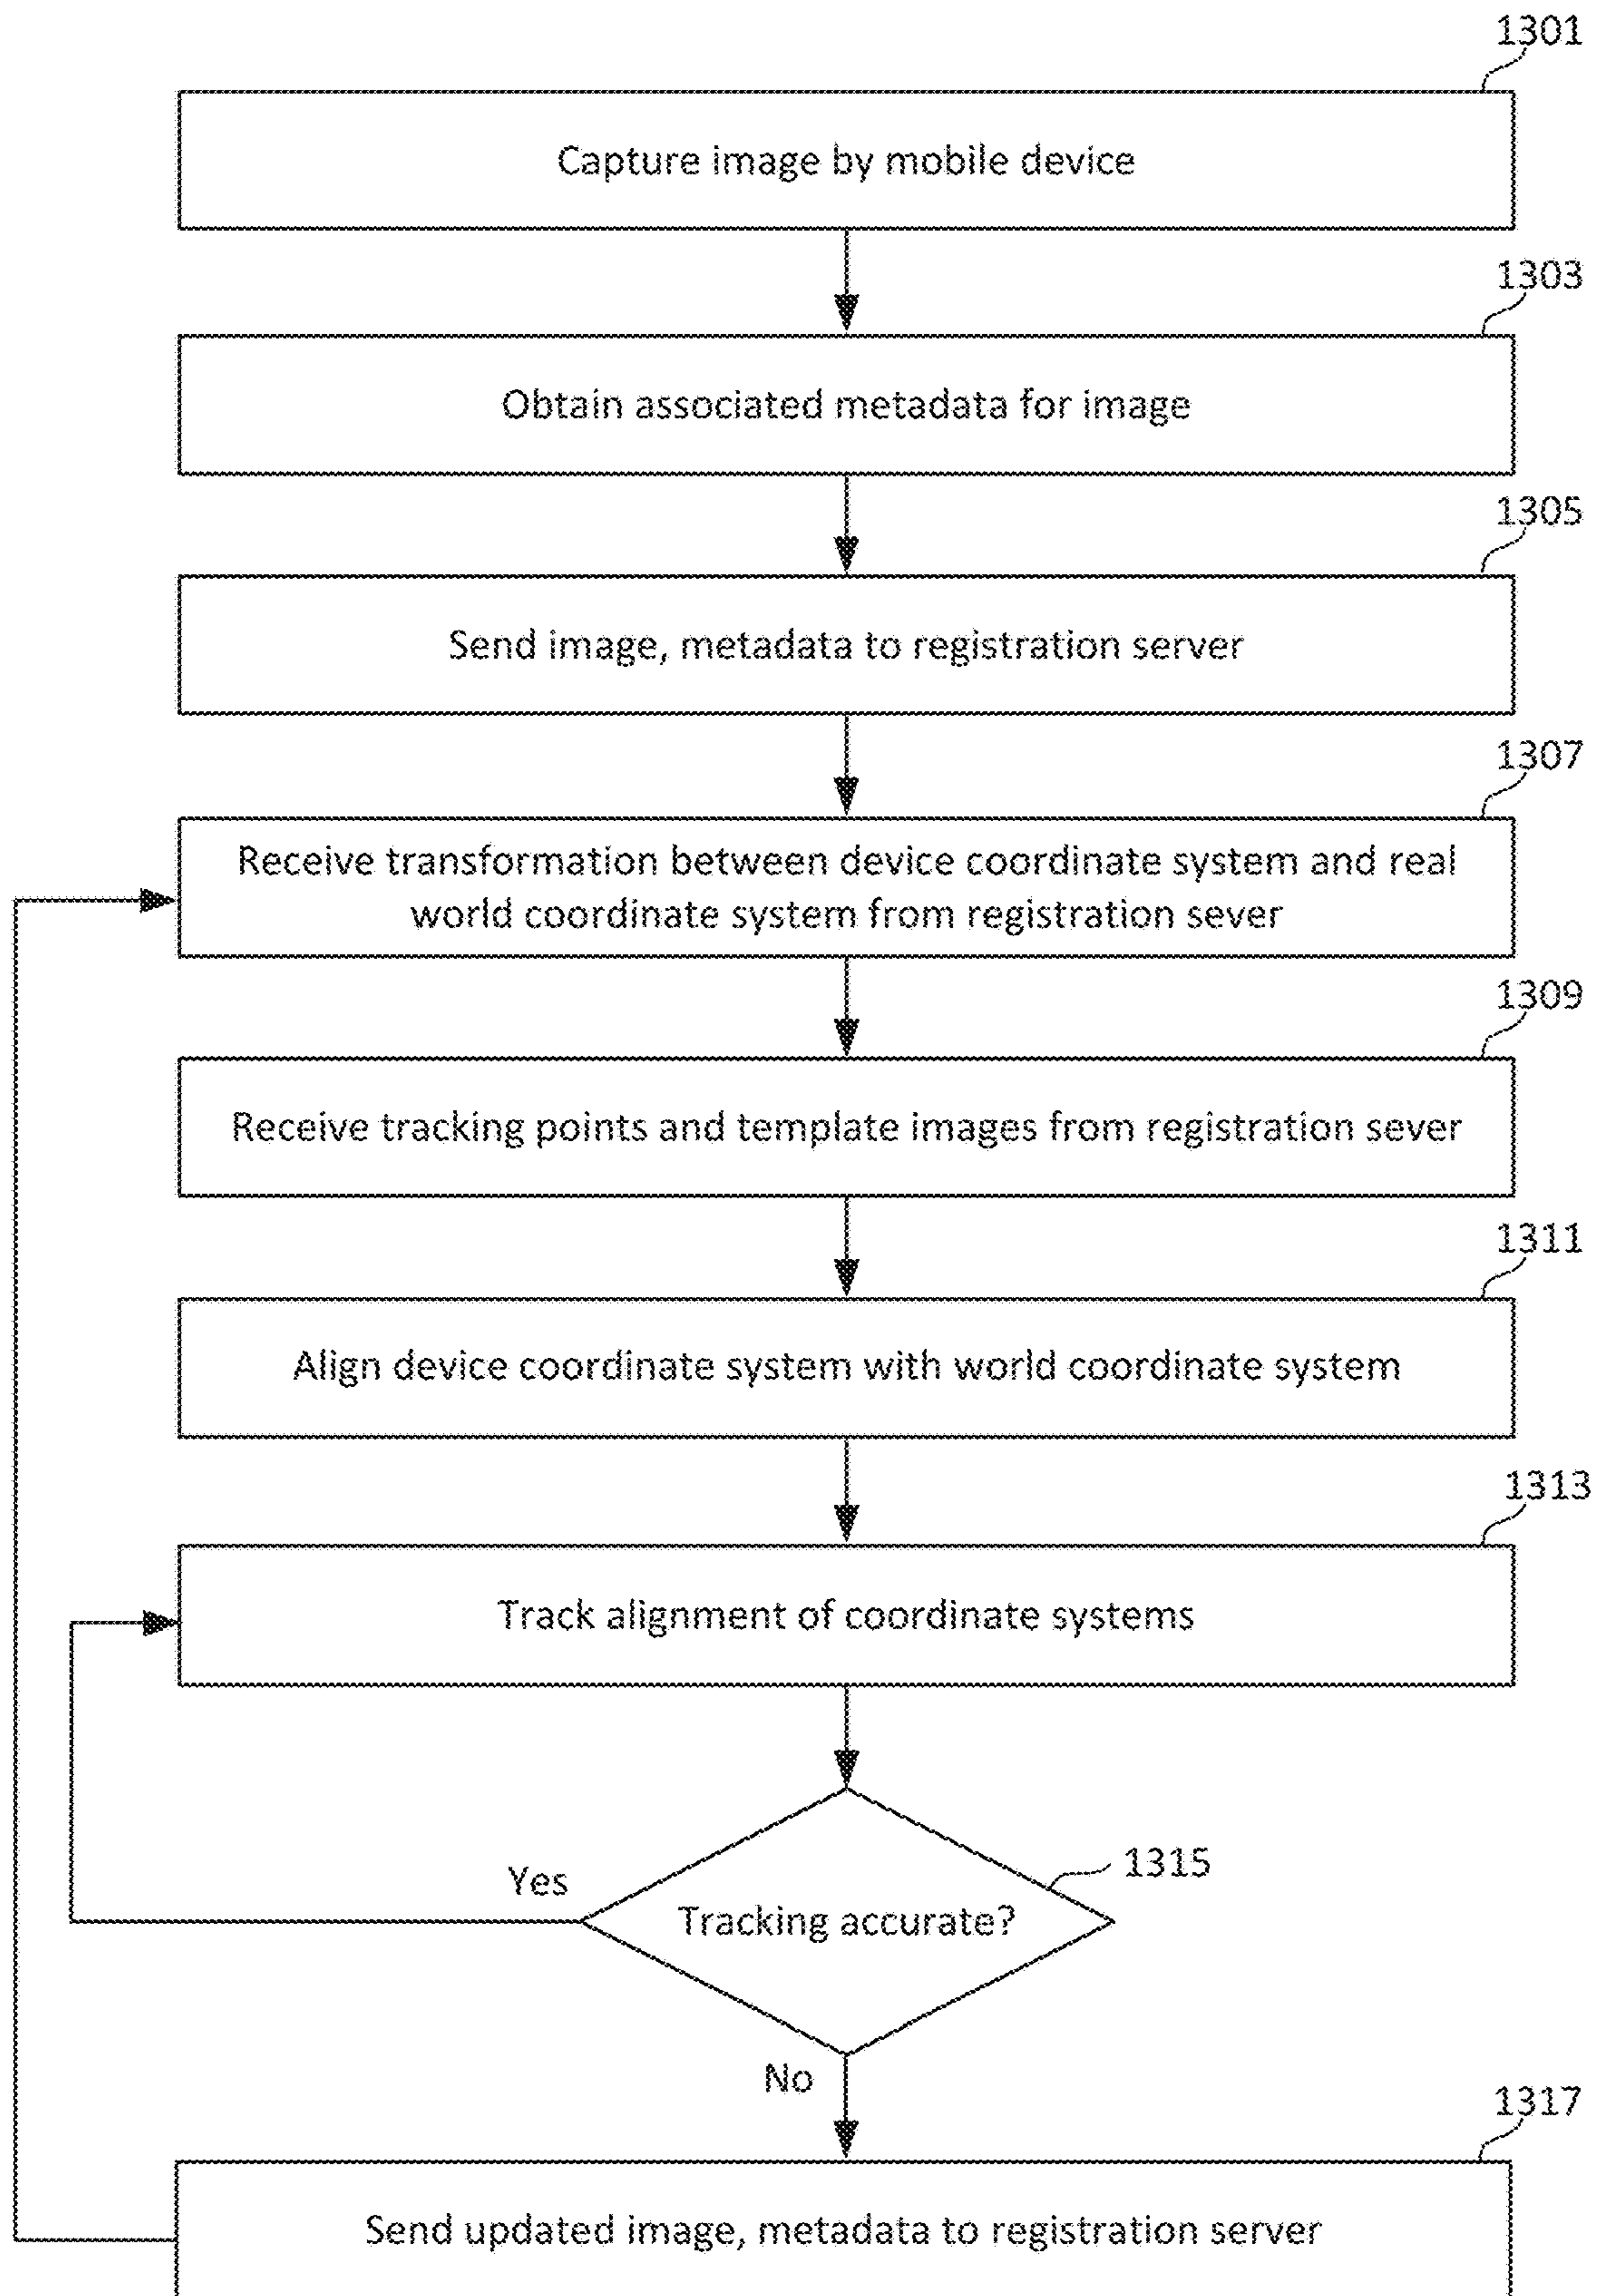 1301
Capture image by mobile device
1303
Obtain associated metadata for image
1305
Send image, metadata to registration server
1307
Receive transformation between device coordinate system and real
world coordinate system from registration sever
1309
Receive tracking points and template images from registration sever
1311
Align device coordinate system with world coordinate system
1313
Track alignment of coordinate systems
1315
Yes
Tracking accurate?
No
1317
Send updated image, metadata to registration server